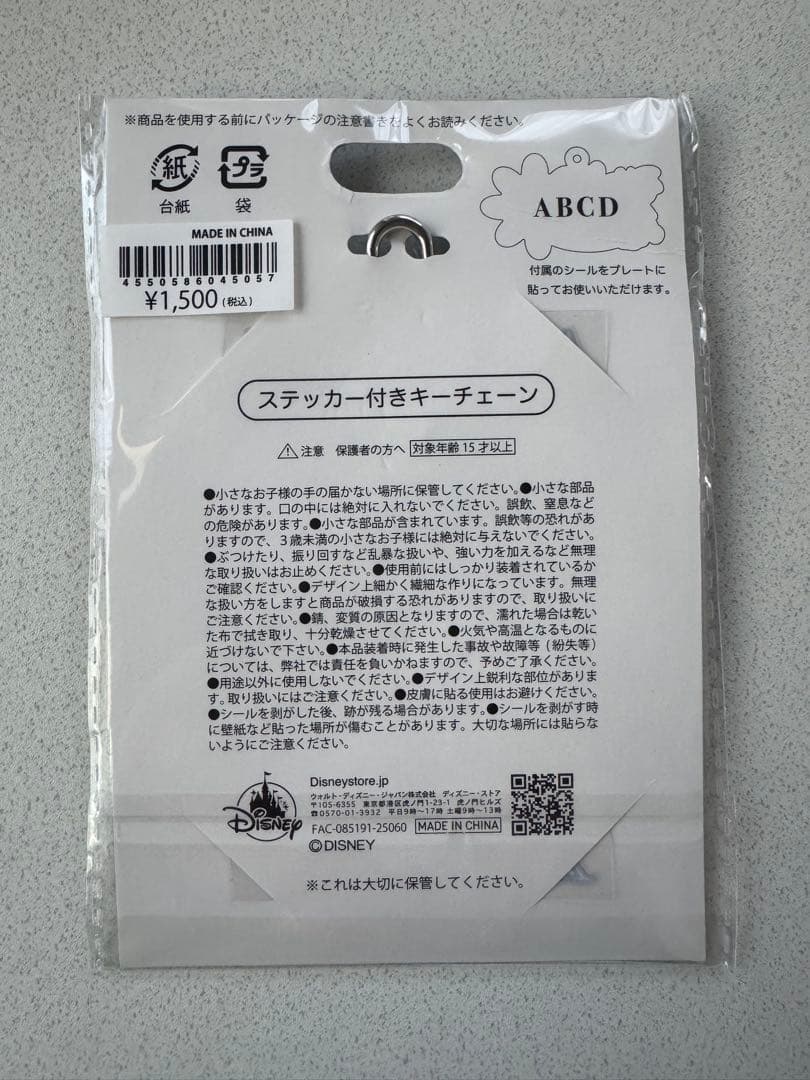 ※商品を使用する前にパッケージの注意書きをよくお読みください。
紙
台紙
プラ
袋
ABCD
付属のシールをプレートに
貼ってお使いいただけます。
MADE IN CHINA
4550586045057
¥1,500(税込)
ステッカー付きキーチェーン
⚠注意 保護者の方へ 対象年齢15才以上
●小さなお子様の手の届かない場所に保管してください。●小さな部品
があります。口の中には絶対に入れないでください。誤飲、窒息など
の危険があります。●小さな部品が含まれています。誤飲等の恐れがあ
りますので、3歳未満の小さなお子様には絶対に与えないでください。
●ぶつけたり、振り回すなど乱暴な扱いや、強い力を加えるなど無理
な取り扱いはお止めください。●使用前にはしっかり装着されているか
ご確認ください。●デザイン上細かく繊細な作りになっています。無理
な扱い方をしますと商品が破損する恐れがありますので、取り扱いに
ご注意ください。●錆、変質の原因となりますので、濡れた場合は乾い
た布で拭き取り、十分乾燥させてください。●火気や高温となるものに
近づけないで下さい。●本品装着時に発生した事故や故障等(紛失等)
については、弊社では責任を負いかねますので、予めご了承ください。
●用途以外に使用しないでください。●デザイン上鋭利な部位がありま
す。取り扱いにはご注意ください。●皮膚に貼る使用はお避けください。
●シールを剥がした後、跡が残る場合があります。●シールを剥がす時
に壁紙など貼った場所が傷むことがあります。大切な場所には貼らな
いようにご注意ください。
Disney
Disneystore.jp
ウォルト・ディズニー・ジャパン株式会社 ディズニー・ストア
〒105-6355 東京都港区虎ノ門1-23-1 虎ノ門ヒルズ
☎0570-01-3932 平日9時〜17時 土曜9時〜13時
FAC-085191-25060 MADE IN CHINA
©DISNEY
※これは大切に保管してください。